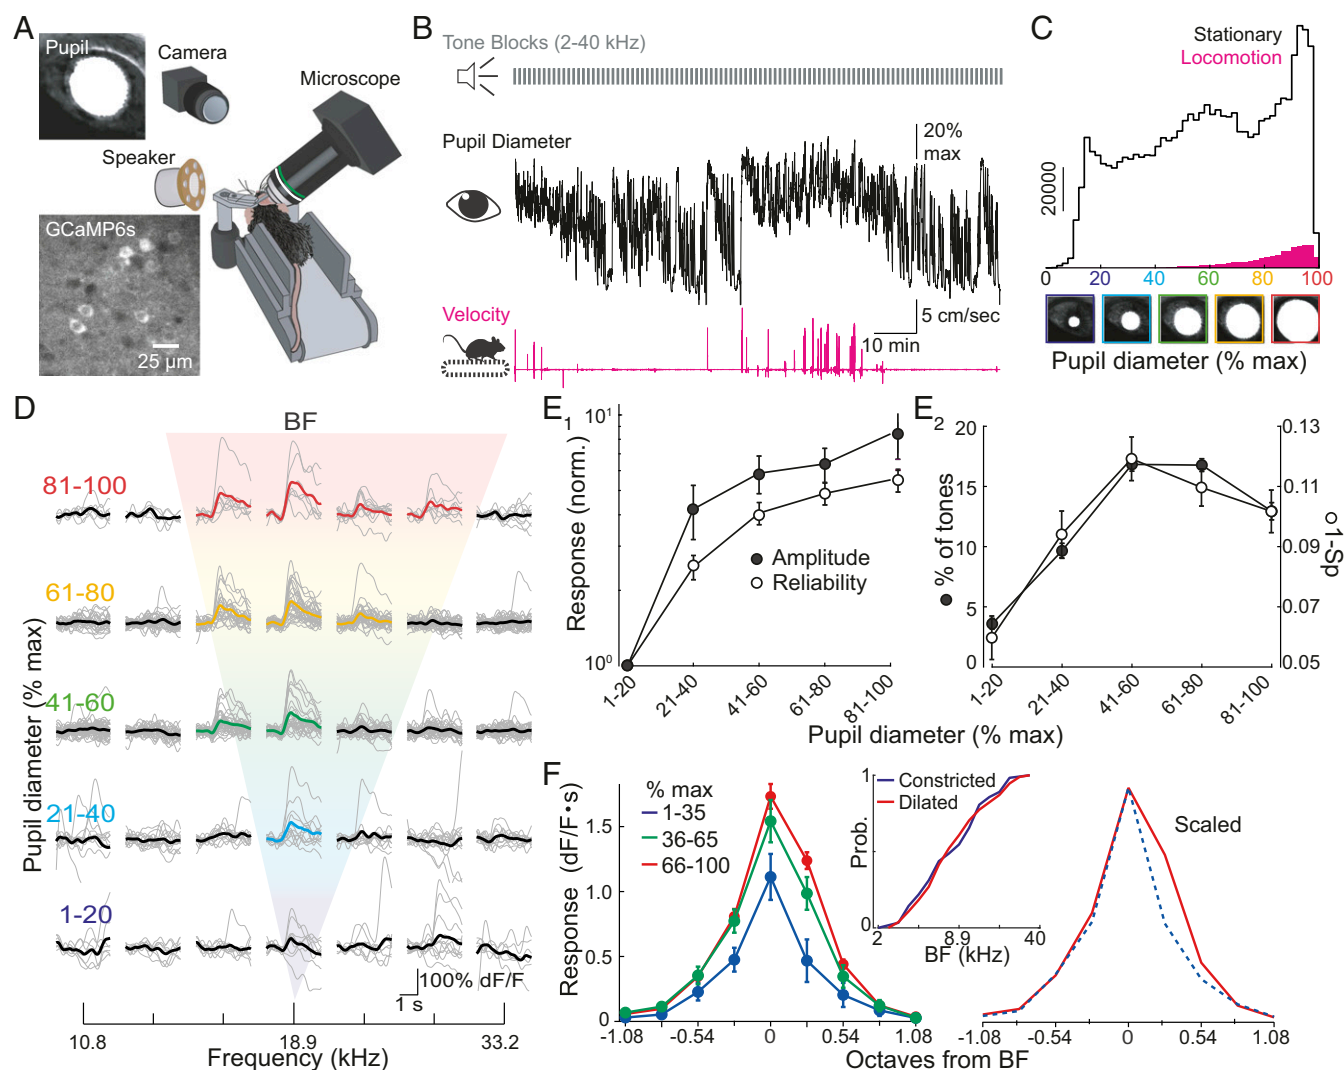 A
Pupil
Camera
Microscope
Speaker
GCaMP6s
25 µm
B
Tone Blocks (2-40 kHz)
Pupil Diameter
20%
max
Velocity
5 cm/sec
10 min
C
Stationary
Locomotion
20000
0 20 40 60 80 100
Pupil diameter (% max)
D
BF
81-100
61-80
41-60
21-40
1-20
Pupil diameter (% max)
100% dF/F
1 s
10.8 18.9 33.2
Frequency (kHz)
E1
Response (norm.)
10¹
10⁰
Amplitude
Reliability
1-20 21-40 41-60 61-80 81-100
E2
% of tones
20
15
10
5
0
0.13
0.11
0.09
0.07
0.05
1-Sp
1-20 21-40 41-60 61-80 81-100
Pupil diameter (% max)
F
Response (dF/F•s)
1.5
1.0
0.5
0
% max
1-35
36-65
66-100
-1.08 -0.54 0 0.54 1.08
Constricted
Dilated
Prob.
1
0
2 8.9 40
BF (kHz)
Scaled
-1.08 -0.54 0 0.54 1.08
Octaves from BF